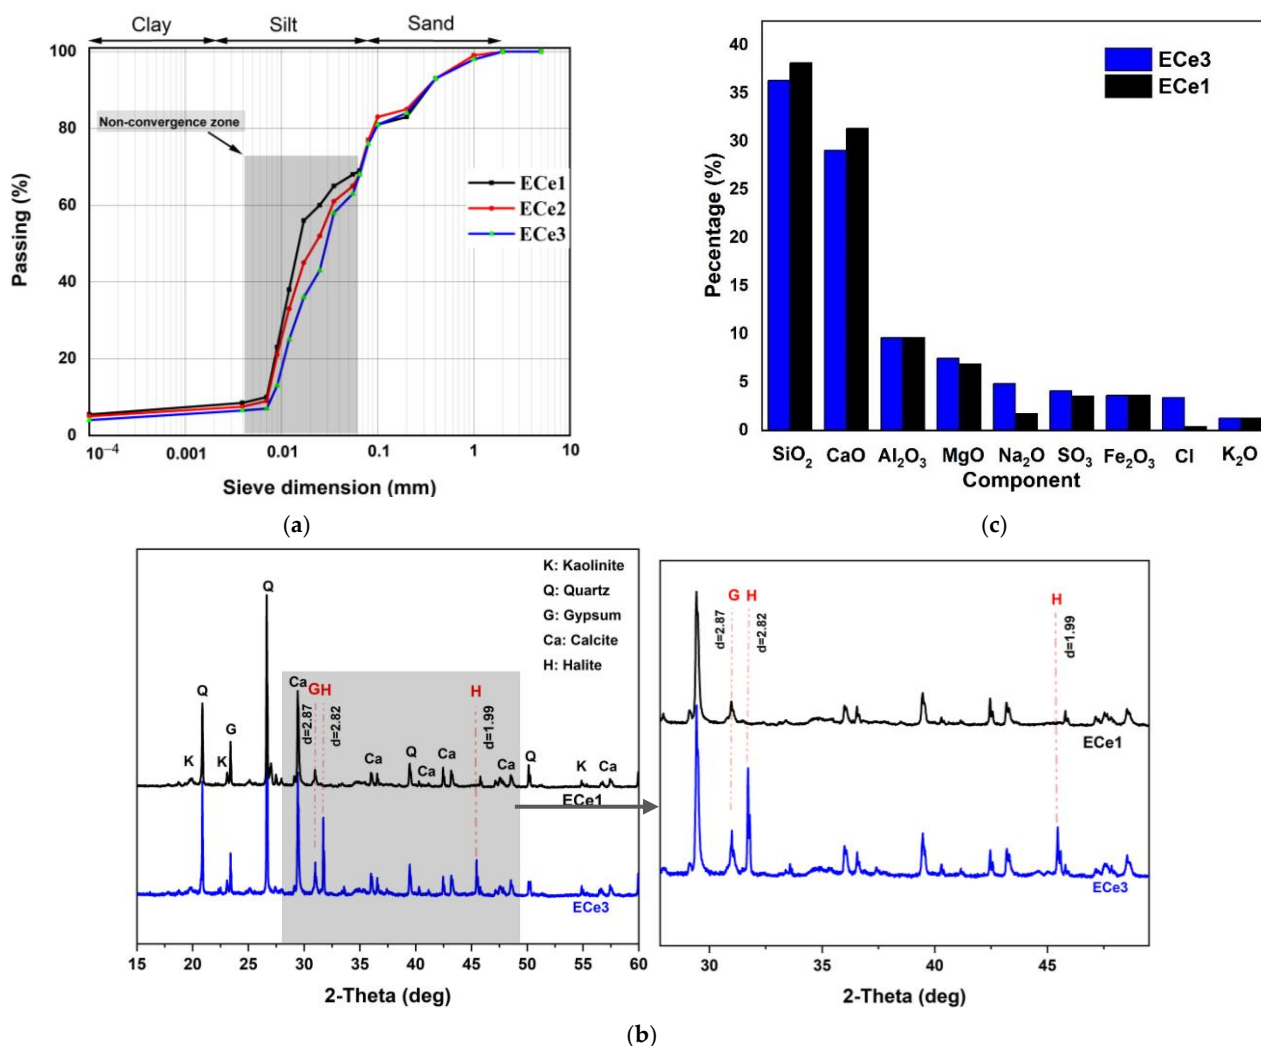 Clay Silt Sand
100
80
60
40
20
0
Non-convergence zone
ECe1
ECe2
ECe3
Passing (%)
10⁻⁴ 0.001 0.01 0.1 1 10
Sieve dimension (mm)
(a)
40
35
30
25
20
15
10
5
0
Pecentage (%)
ECe3
ECe1
SiO₂ CaO Al₂O₃ MgO Na₂O SO₃ Fe₂O₃ Cl K₂O
Component
(c)
K: Kaolinite
Q: Quartz
G: Gypsum
Ca: Calcite
H: Halite
Q
Q
Ca
G H
H
d=2.87
d=2.82
d=1.99
K
K
G
Ca
Q
Ca
Ca
Ca
Q
K
Ca
ECe1
ECe3
15 20 25 30 35 40 45 50 55 60
2-Theta (deg)
G
H
H
d=2.87
d=2.82
d=1.99
ECe1
ECe3
30 35 40 45
2-Theta (deg)
(b)